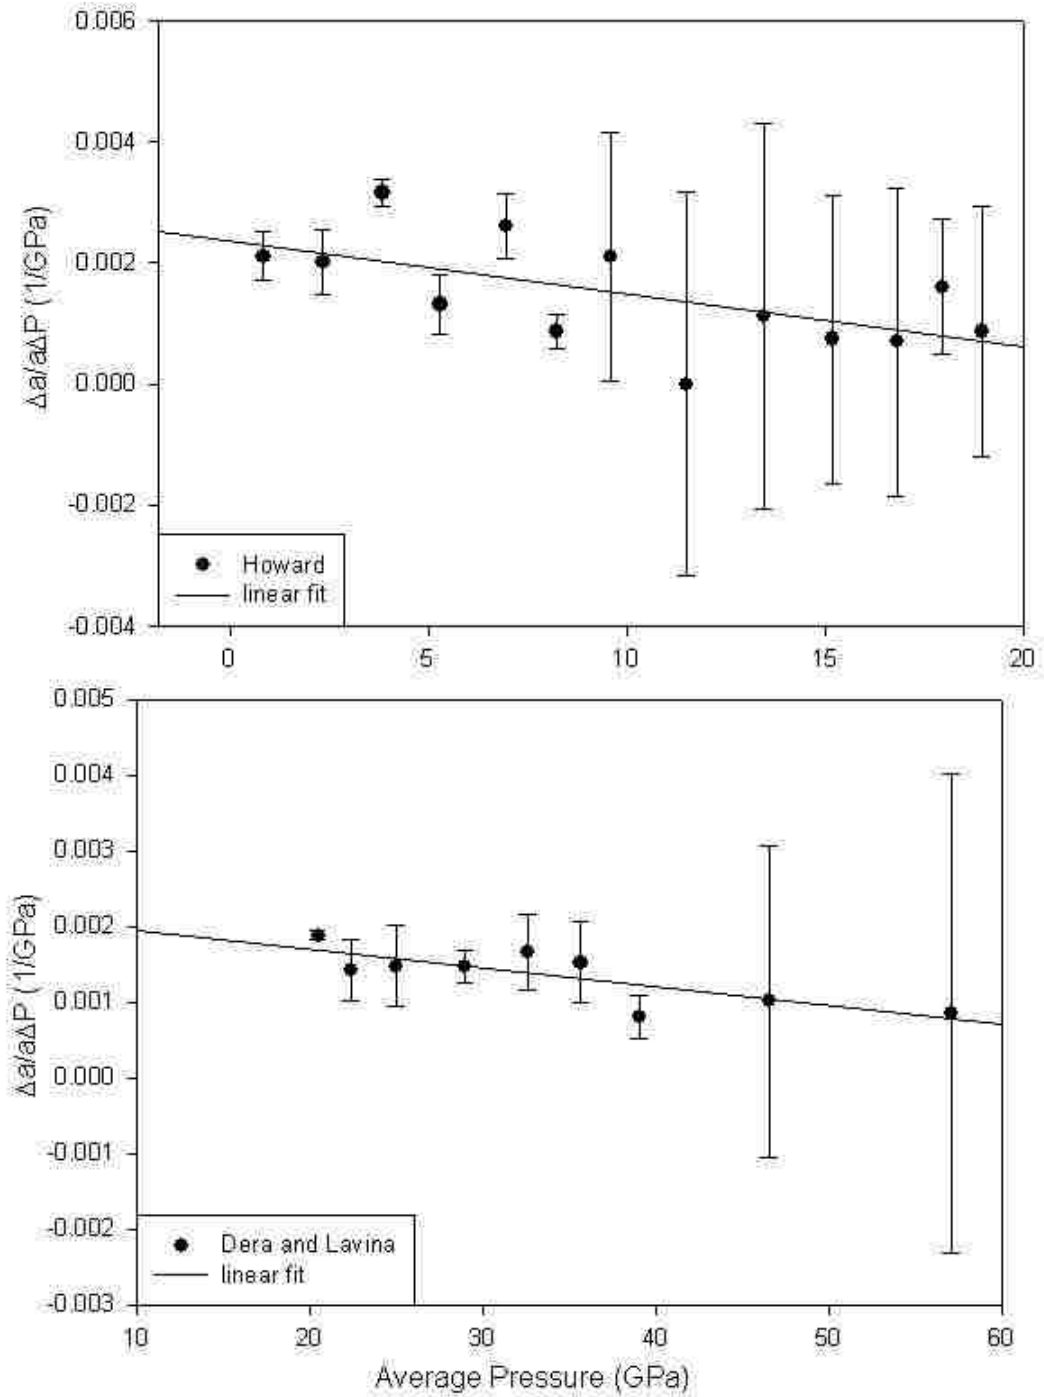 0.006
0.004
0.002
0.000
-0.002
-0.004
Δa/aΔP (1/GPa)
Howard
linear fit
0 5 10 15 20
0.005
0.004
0.003
0.002
0.001
0.000
-0.001
-0.002
-0.003
Δa/aΔP (1/GPa)
Dera and Lavina
linear fit
10 20 30 40 50 60
Average Pressure (GPa)